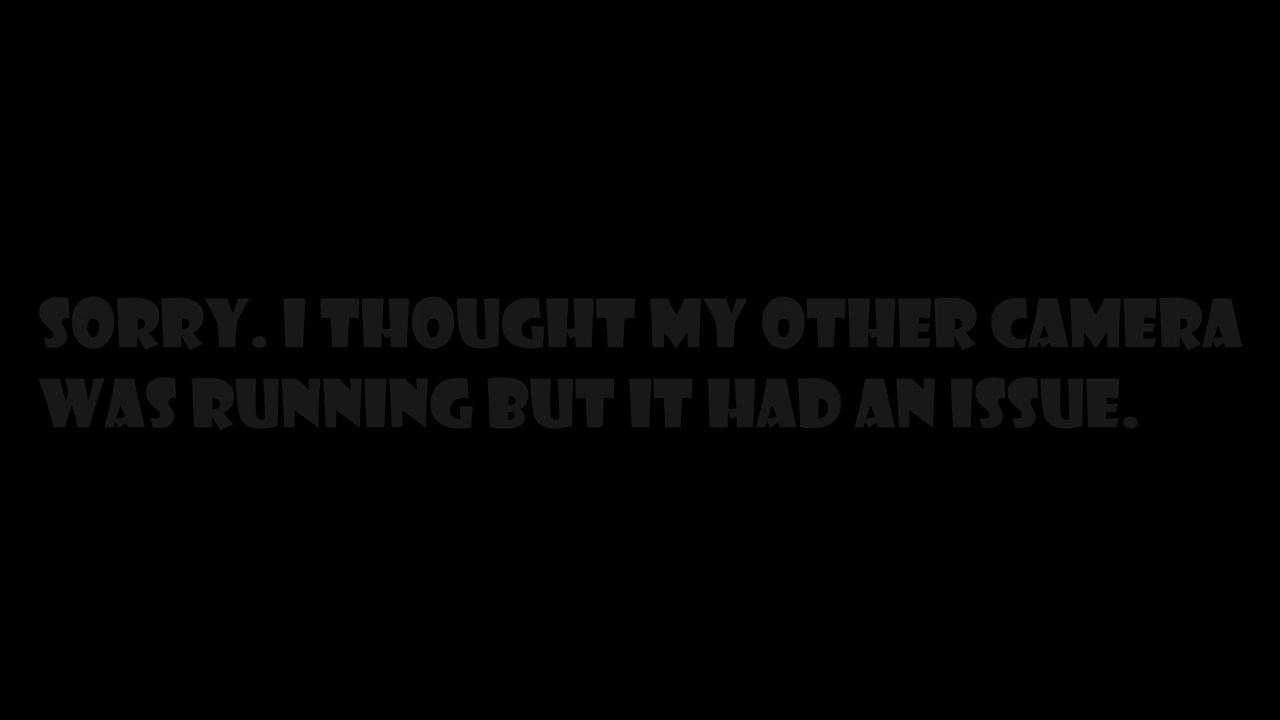 SORRY. I THOUGHT MY OTHER CAMERA
WAS RUNNING BUT IT HAD AN ISSUE.